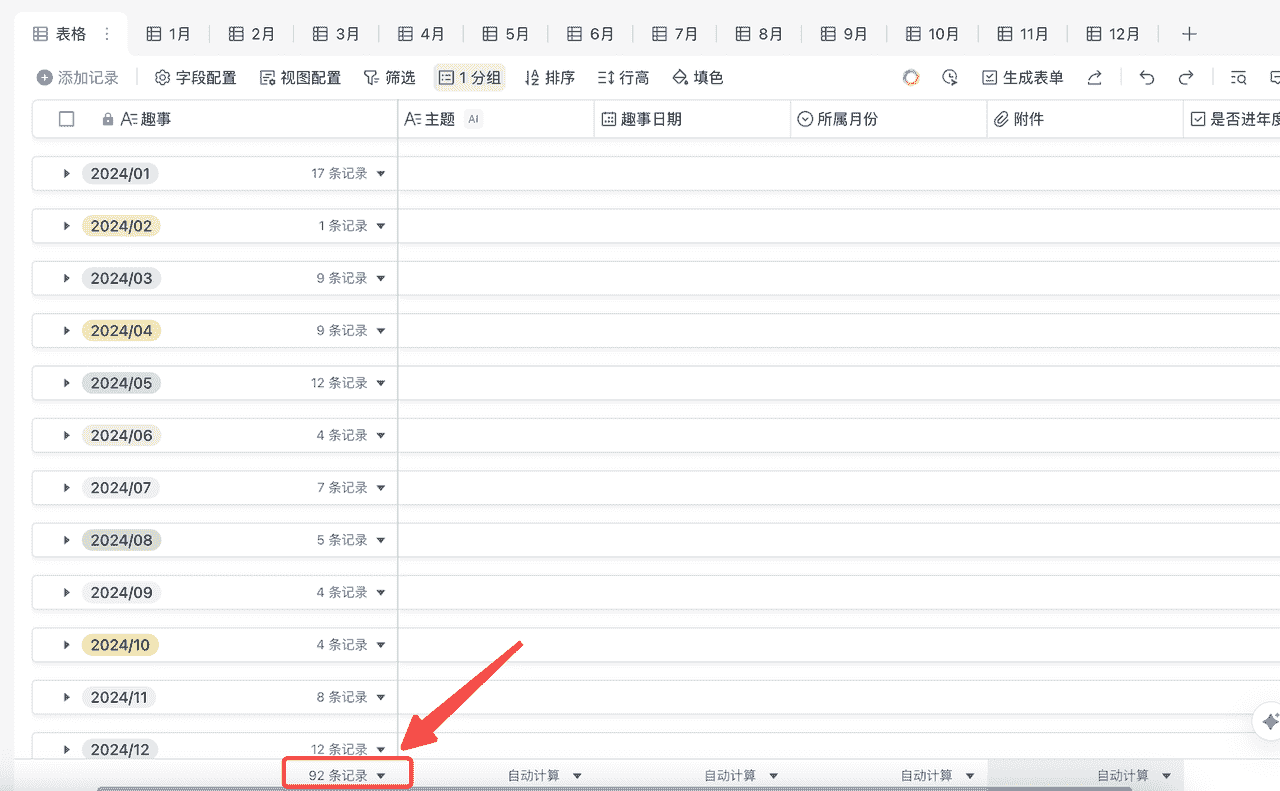 表格 1月 2月 3月 4月 5月 6月 7月 8月 9月 10月 11月 12月
添加记录 字段配置 视图配置 筛选 1 分组 排序 行高 填色 生成表单
趣事 主题 AI 趣事日期 所属月份 附件 是否进年度
2024/01 17 条记录
2024/02 1 条记录
2024/03 9 条记录
2024/04 9 条记录
2024/05 12 条记录
2024/06 4 条记录
2024/07 7 条记录
2024/08 5 条记录
2024/09 4 条记录
2024/10 4 条记录
2024/11 8 条记录
2024/12 12 条记录
92 条记录 自动计算 自动计算 自动计算 自动计算